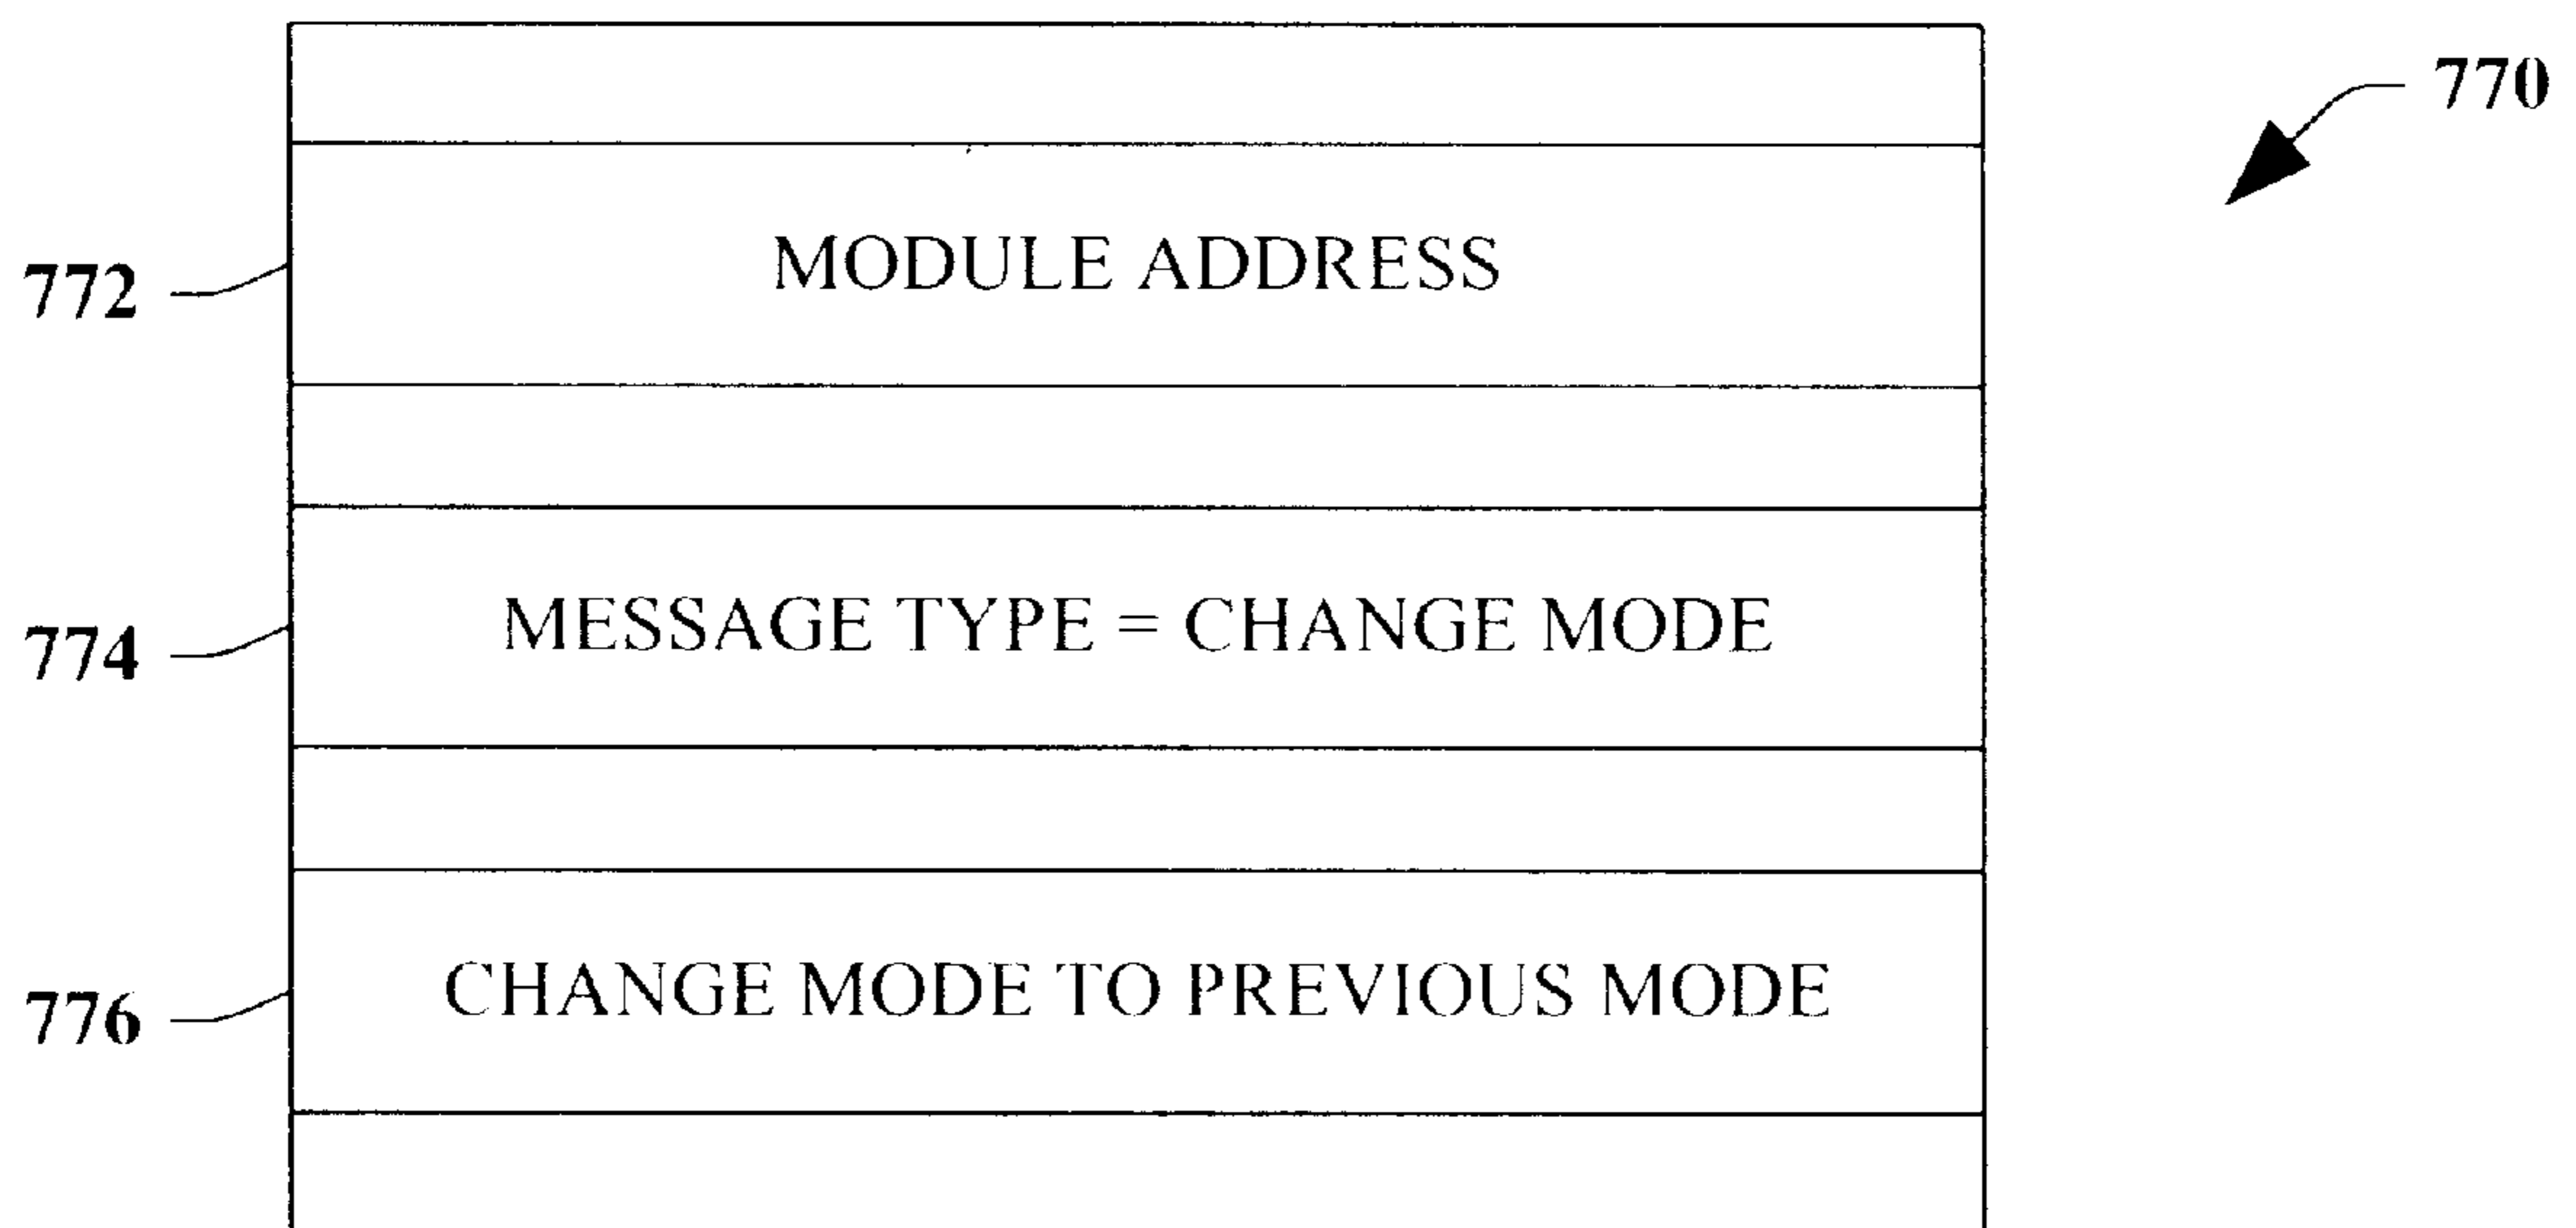 770
MODULE ADDRESS
772
MESSAGE TYPE = CHANGE MODE
774
CHANGE MODE TO PREVIOUS MODE
776